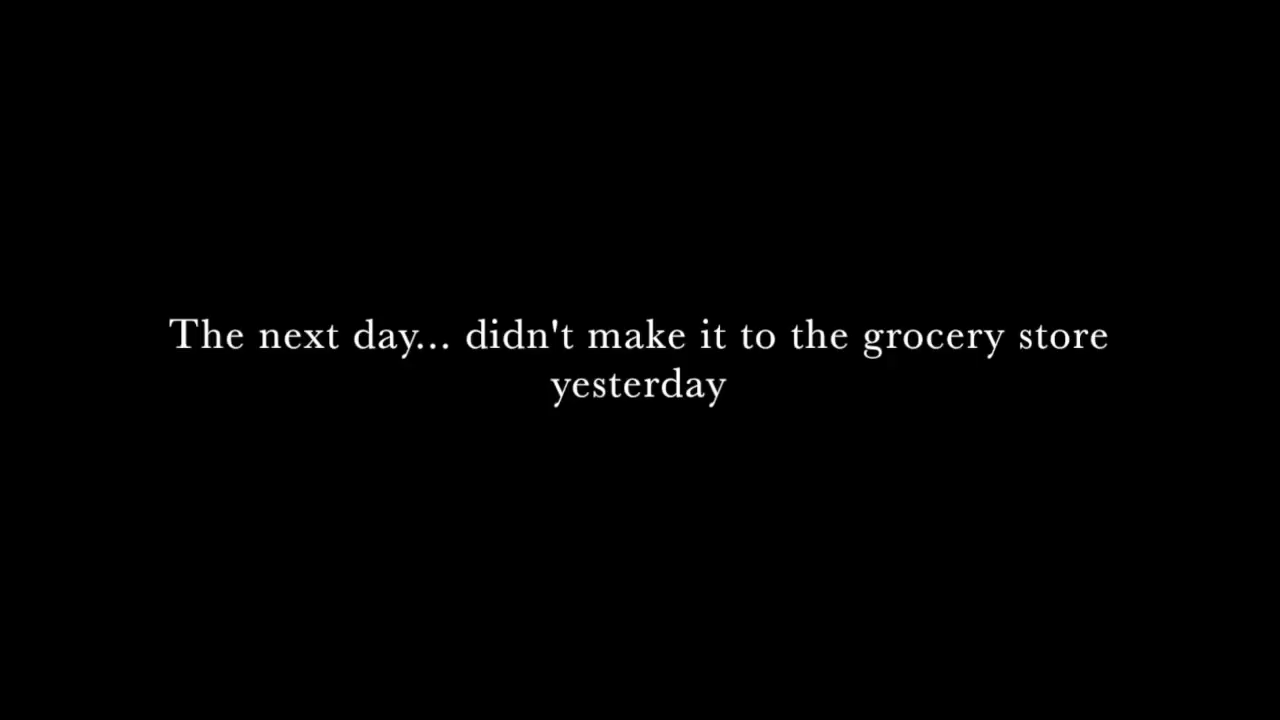 The next day... didn't make it to the grocery store
yesterday